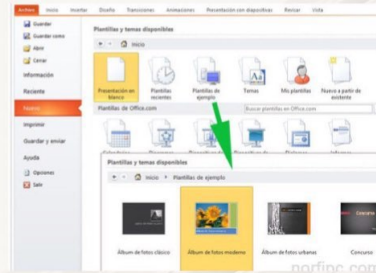 Archivo Inicio Insertar Diseño Transiciones Animaciones Presentación con diapositivas Revisar Vista
Guardar
Guardar como
Abrir
Cerrar
Información
Reciente
Nuevo
Imprimir
Guardar y enviar
Ayuda
Opciones
Salir
Plantillas y temas disponibles
Inicio
Presentación en blanco
Plantillas recientes
Plantillas de ejemplo
Temas
Mis plantillas
Nuevo a partir de existente
Plantillas de Office.com
Buscar plantillas en Office.com
Plantillas y temas disponibles
Inicio Plantillas de ejemplo
Álbum de fotos clásico
Álbum de fotos moderno
Álbum de fotos urbano
Concurso
norfipc.com